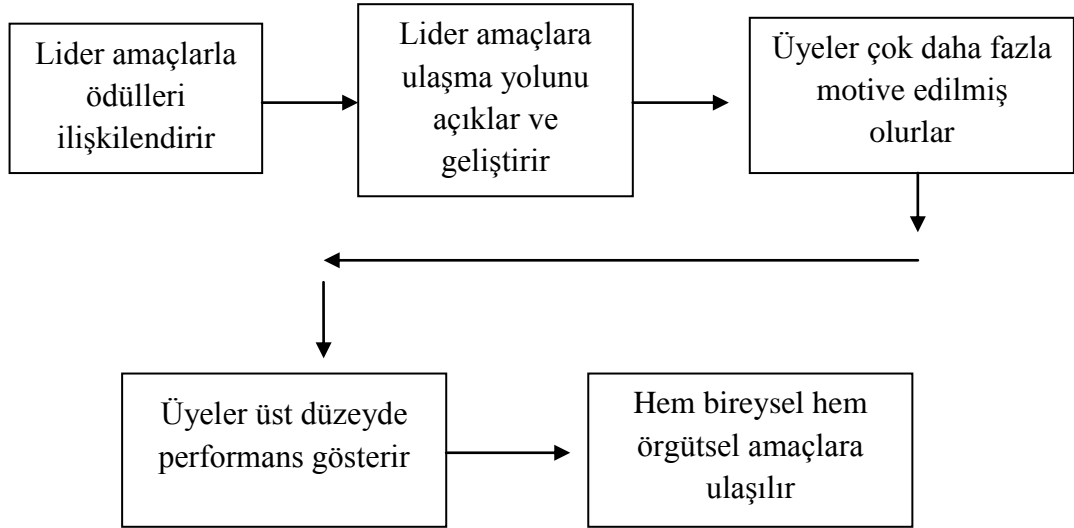 Lider amaçlarla
ödülleri
ilişkilendirir
Lider amaçlara
ulaşma yolunu
açıklar ve
geliştirir
Üyeler çok daha fazla
motive edilmiş
olurlar
Üyeler üst düzeyde
performans gösterir
Hem bireysel hem
örgütsel amaçlara
ulaşılır